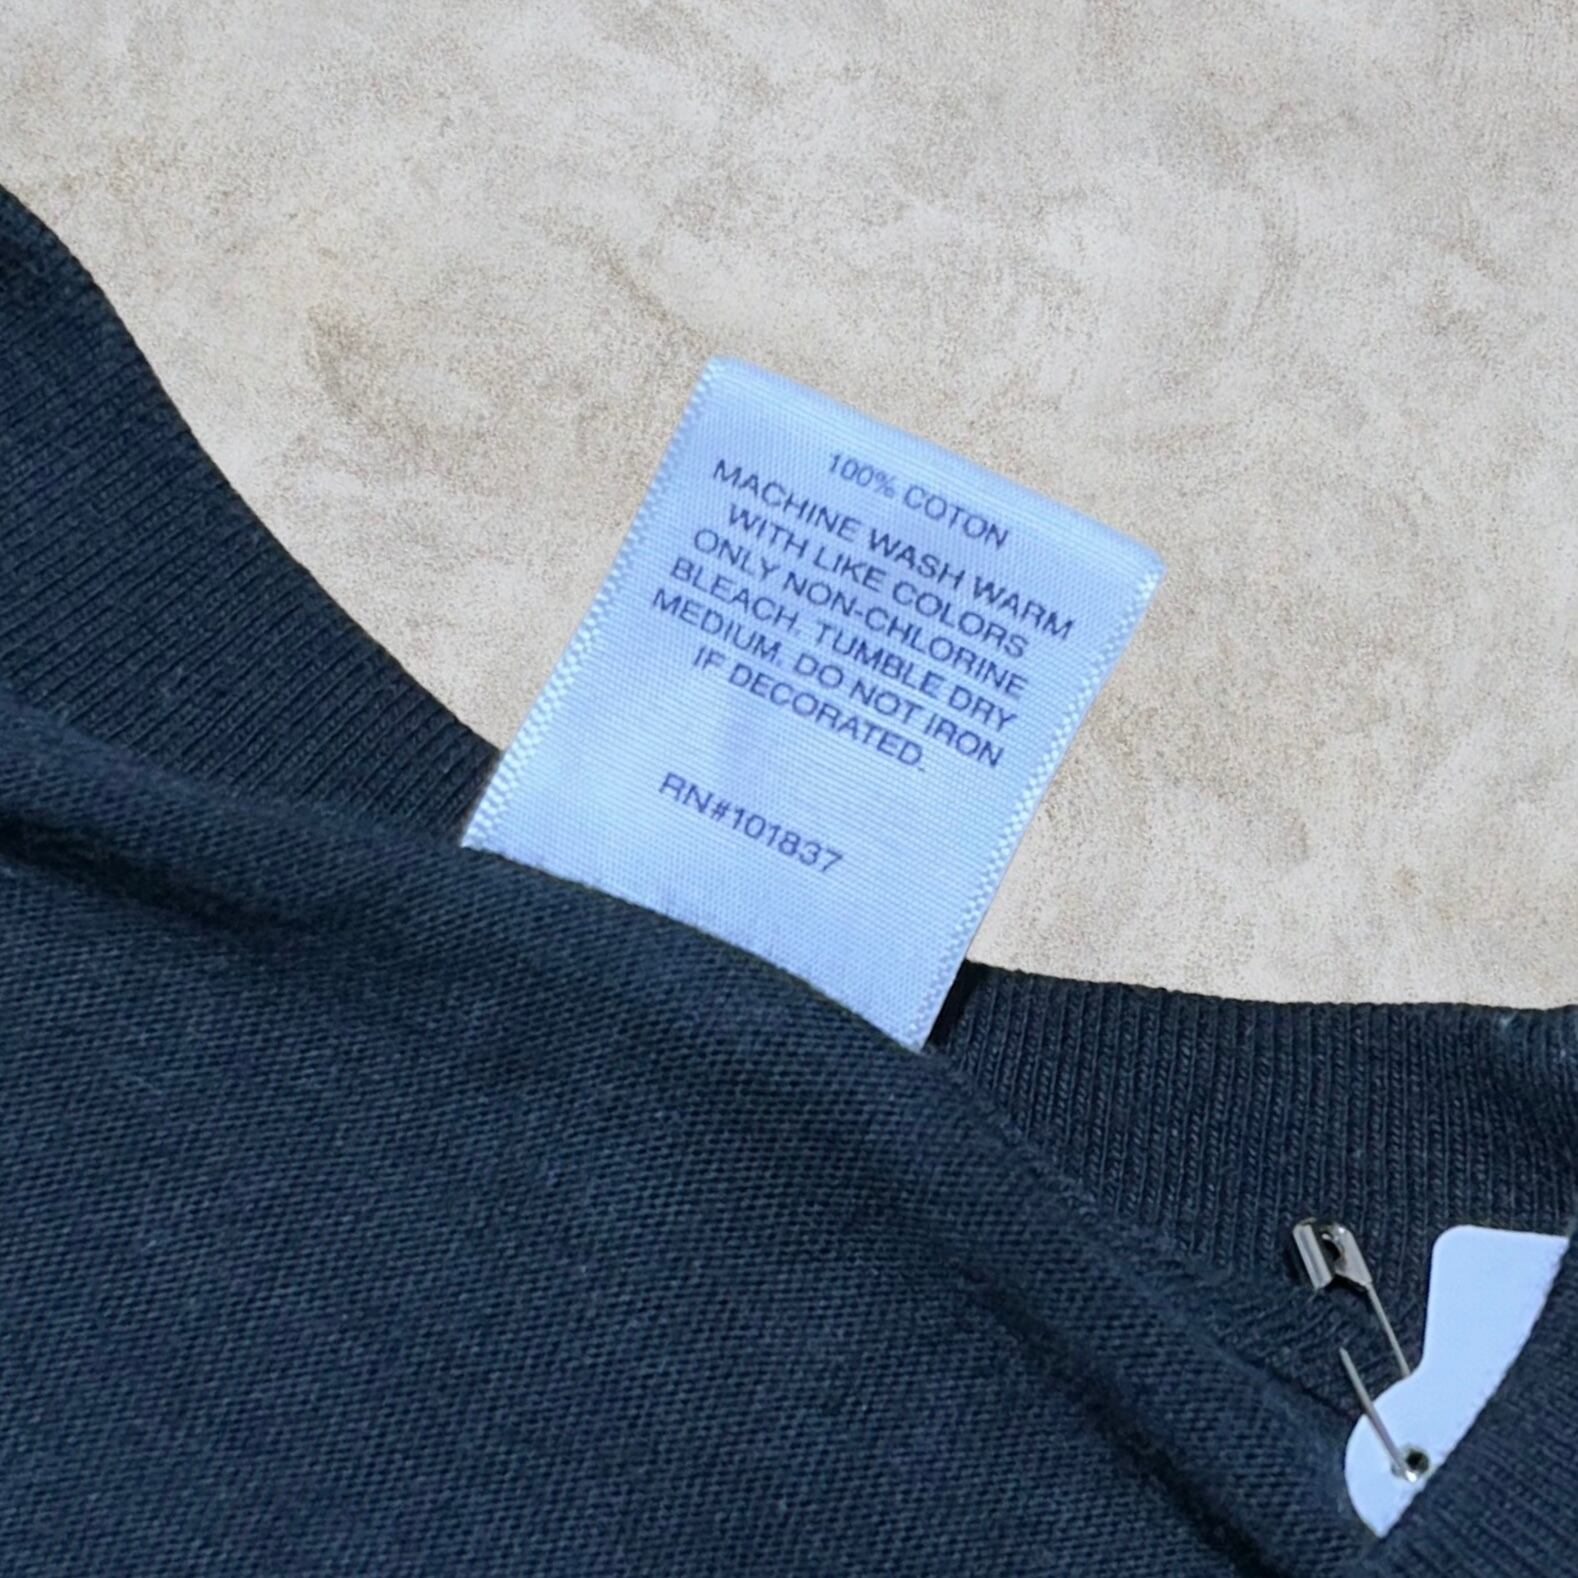 100% COTON
MACHINE WASH WARM
WITH LIKE COLORS
ONLY NON-CHLORINE
BLEACH. TUMBLE DRY
MEDIUM. DO NOT IRON
IF DECORATED.
RN#101837